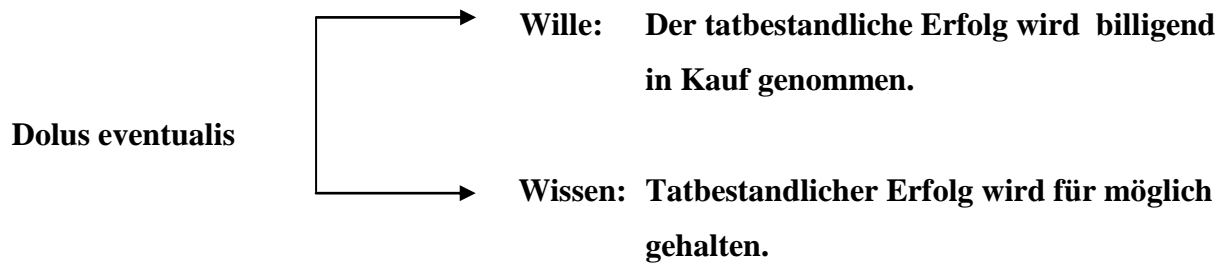 Wille: Der tatbestandliche Erfolg wird billigend
in Kauf genommen.
Dolus eventualis
Wissen: Tatbestandlicher Erfolg wird für möglich
gehalten.